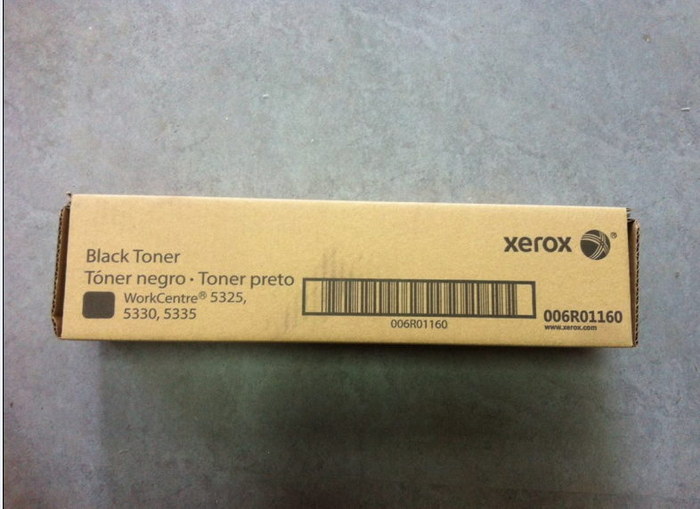 Black Toner
Tóner negro · Toner preto
WorkCentre® 5325,
5330, 5335
006R01160
xerox®
006R01160
www.xerox.com